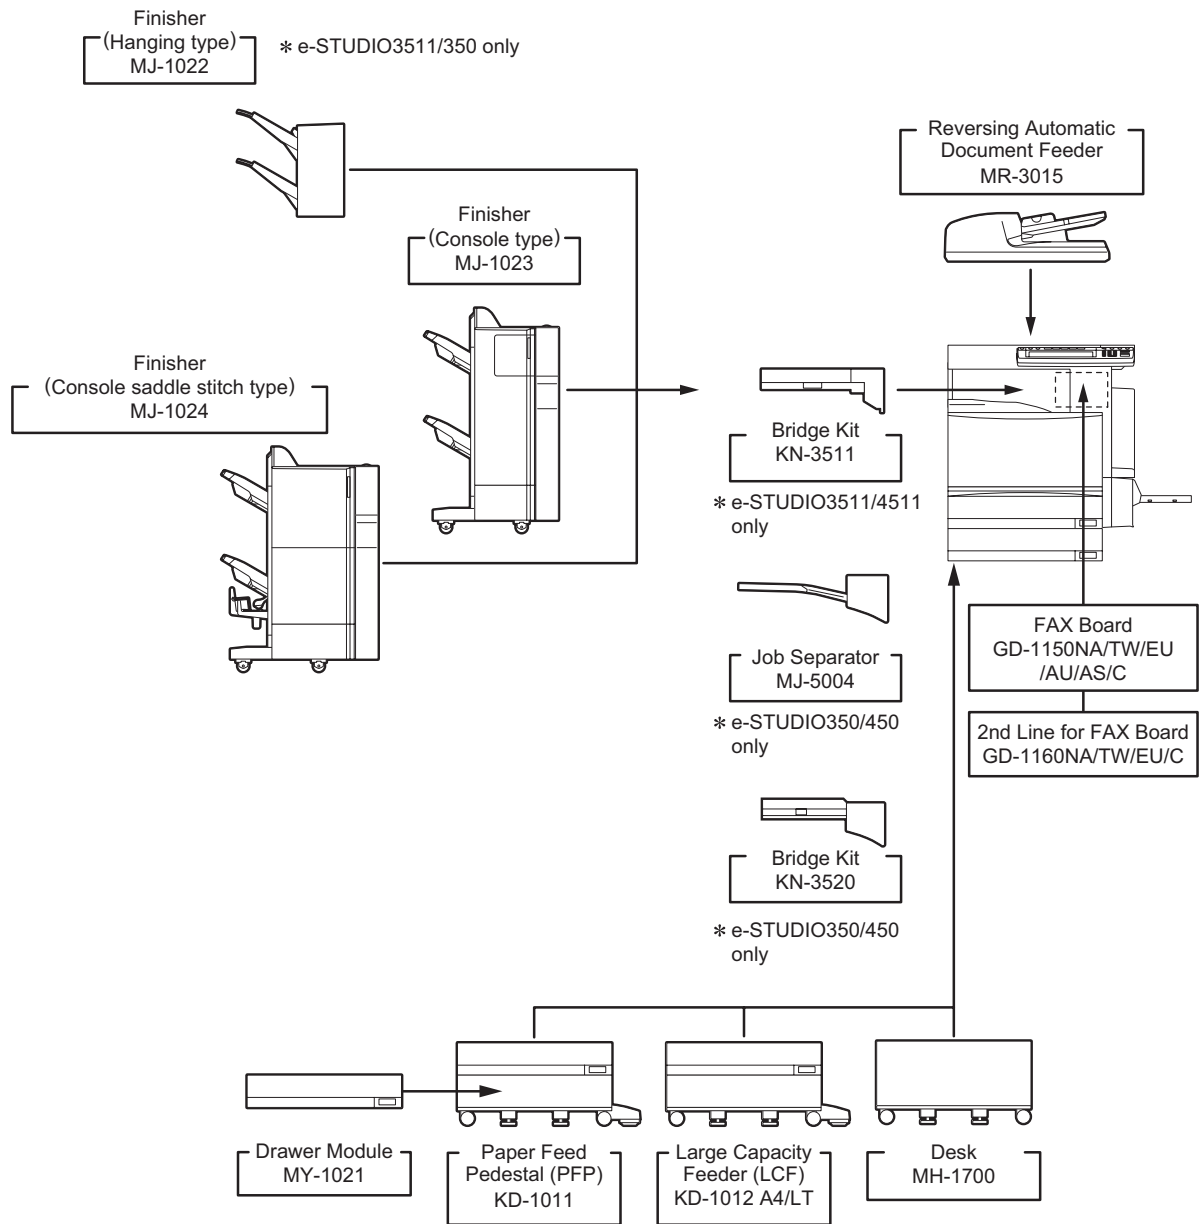 Finisher
(Hanging type)
MJ-1022
* e-STUDIO3511/350 only
Reversing Automatic
Document Feeder
MR-3015
Finisher
(Console type)
MJ-1023
Finisher
(Console saddle stitch type)
MJ-1024
Bridge Kit
KN-3511
* e-STUDIO3511/4511
only
Job Separator
MJ-5004
* e-STUDIO350/450
only
FAX Board
GD-1150NA/TW/EU
/AU/AS/C
2nd Line for FAX Board
GD-1160NA/TW/EU/C
Bridge Kit
KN-3520
* e-STUDIO350/450
only
Drawer Module
MY-1021
Paper Feed
Pedestal (PFP)
KD-1011
Large Capacity
Feeder (LCF)
KD-1012 A4/LT
Desk
MH-1700